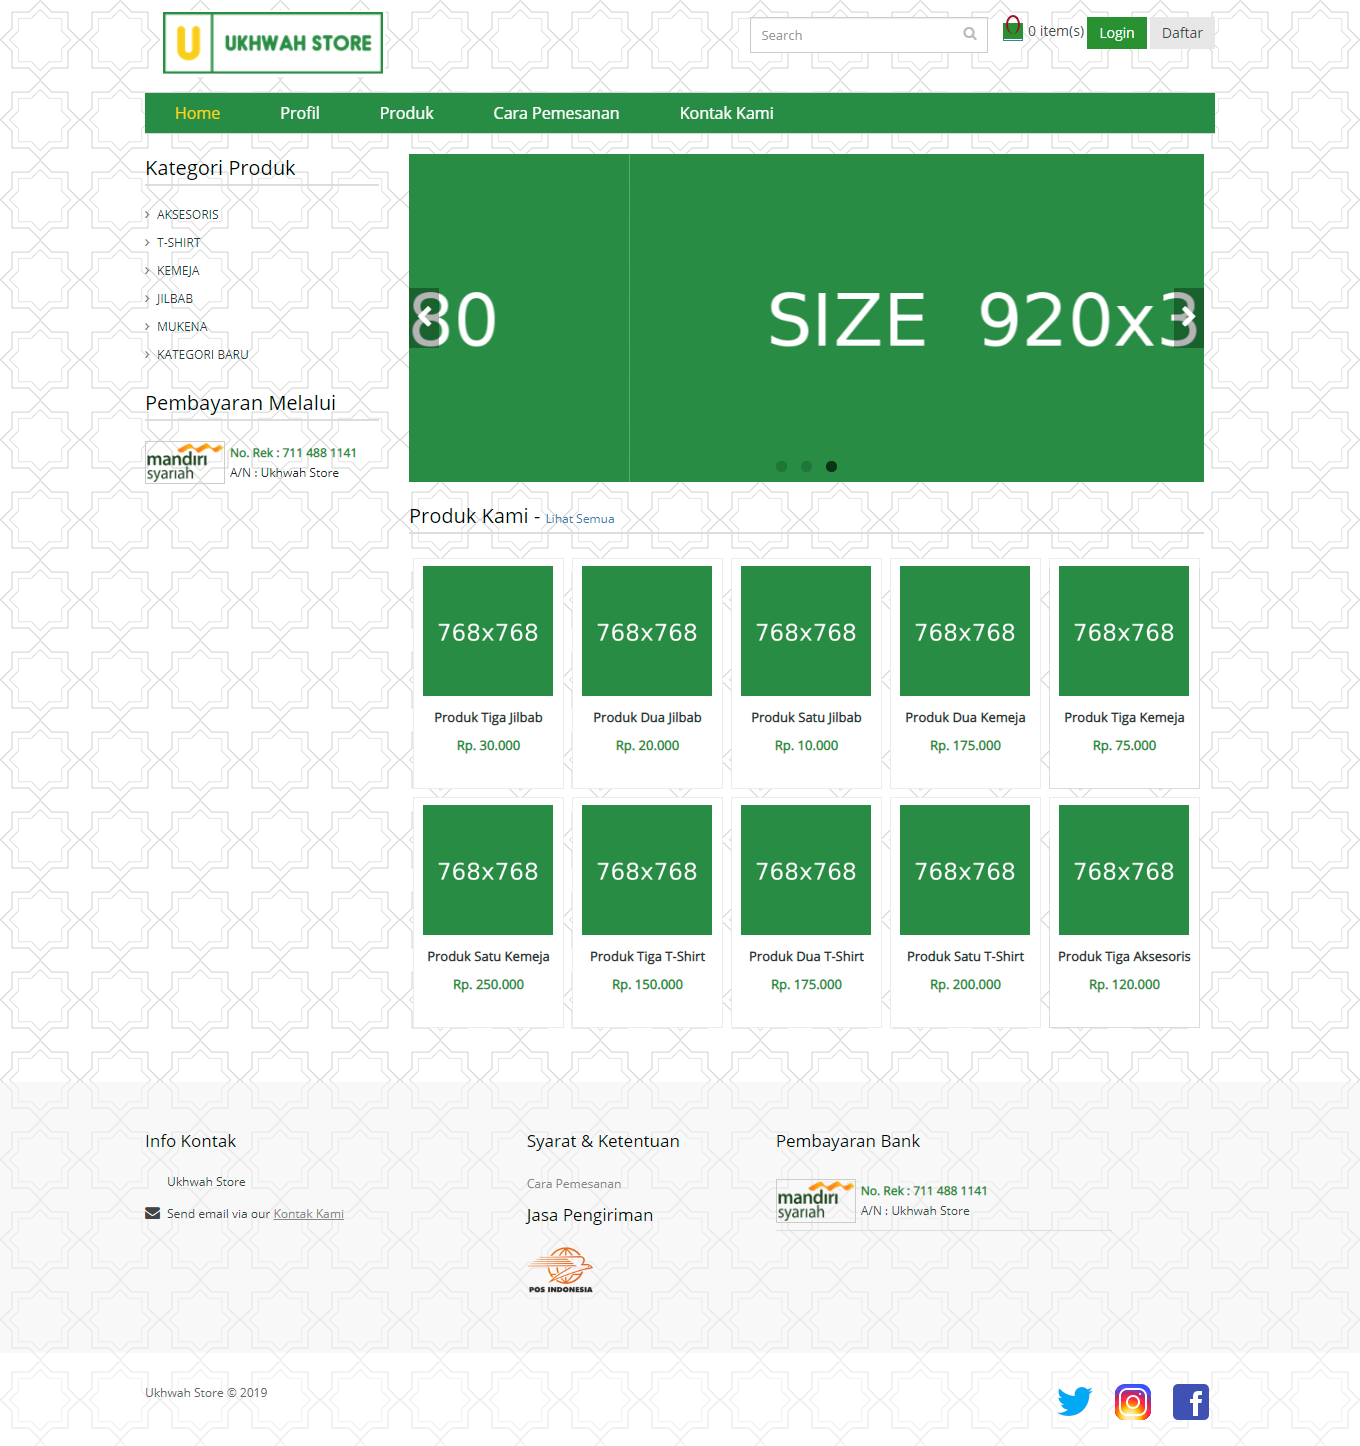 U UKHWAH STORE
Search
0 item(s)
Login
Daftar
Home
Profil
Produk
Cara Pemesanan
Kontak Kami
Kategori Produk
AKSESORIS
T-SHIRT
KEMEJA
JILBAB
MUKENA
KATEGORI BARU
Pembayaran Melalui
mandiri
syariah
No. Rek : 711 488 1141
A/N : Ukhwah Store
80
SIZE 920x3
Produk Kami - Lihat Semua
768x768
768x768
768x768
768x768
768x768
Produk Tiga Jilbab
Rp. 30.000
Produk Dua Jilbab
Rp. 20.000
Produk Satu Jilbab
Rp. 10.000
Produk Dua Kemeja
Rp. 175.000
Produk Tiga Kemeja
Rp. 75.000
768x768
768x768
768x768
768x768
768x768
Produk Satu Kemeja
Rp. 250.000
Produk Tiga T-Shirt
Rp. 150.000
Produk Dua T-Shirt
Rp. 175.000
Produk Satu T-Shirt
Rp. 200.000
Produk Tiga Aksesoris
Rp. 120.000
Info Kontak
Ukhwah Store
Send email via our Kontak Kami
Syarat & Ketentuan
Cara Pemesanan
Jasa Pengiriman
POS INDONESIA
Pembayaran Bank
mandiri
syariah
No. Rek : 711 488 1141
A/N : Ukhwah Store
Ukhwah Store © 2019